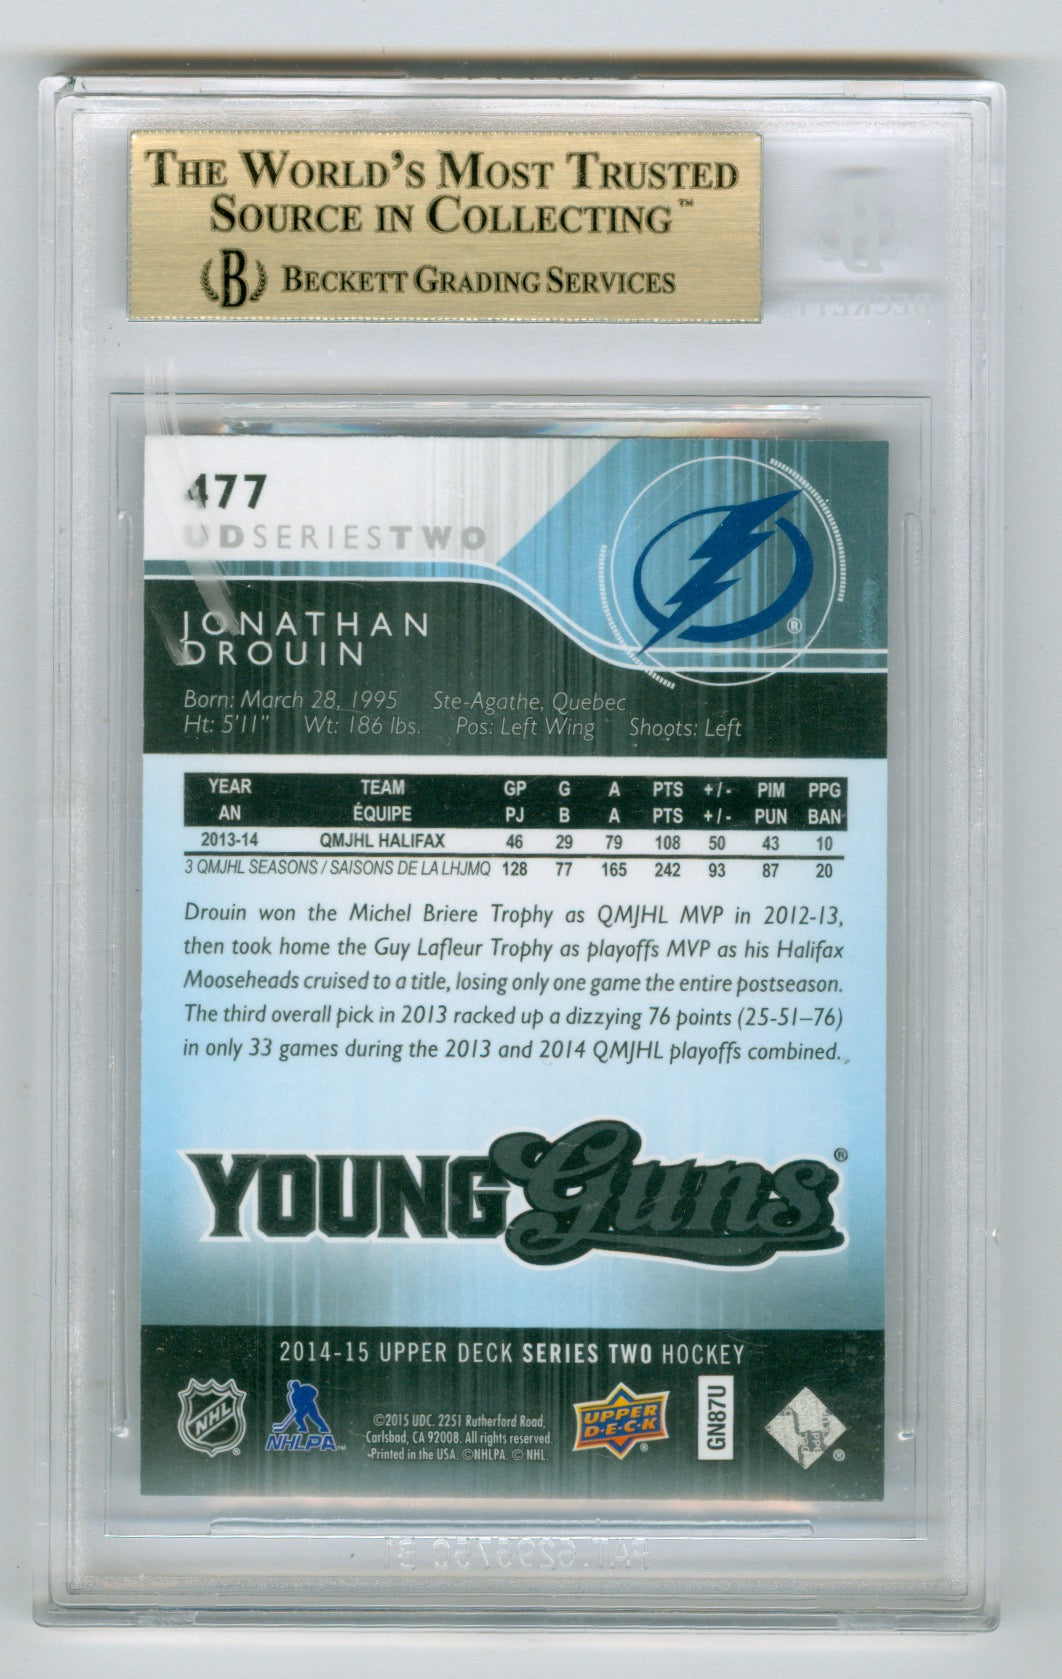 THE WORLD'S MOST TRUSTED
SOURCE IN COLLECTING™
B BECKETT GRADING SERVICES
BECKETT
477
UDSERIESTWO
®
JONATHAN
DROUIN
Born: March 28, 1995 Ste-Agathe, Quebec
Ht: 5'11" Wt: 186 lbs. Pos: Left Wing Shoots: Left
YEAR TEAM GP G A PTS +/- PIM PPG
AN ÉQUIPE PJ B A PTS +/- PUN BAN
2013-14 QMJHL HALIFAX 46 29 79 108 50 43 10
3 QMJHL SEASONS / SAISONS DE LA LHJMQ 128 77 165 242 93 87 20
Drouin won the Michel Briere Trophy as QMJHL MVP in 2012-13,
then took home the Guy Lafleur Trophy as playoffs MVP as his Halifax
Mooseheads cruised to a title, losing only one game the entire postseason.
The third overall pick in 2013 racked up a dizzying 76 points (25-51–76)
in only 33 games during the 2013 and 2014 QMJHL playoffs combined.
YOUNG Guns®
2014-15 UPPER DECK SERIES TWO HOCKEY
NHL®
NHLPA™
©2015 UDC. 2251 Rutherford Road,
Carlsbad, CA 92008. All rights reserved.
Printed in the USA. ©NHLPA. © NHL.
UPPER
D·E·C·K®
GN87U
®
PAT. 5295750 B1